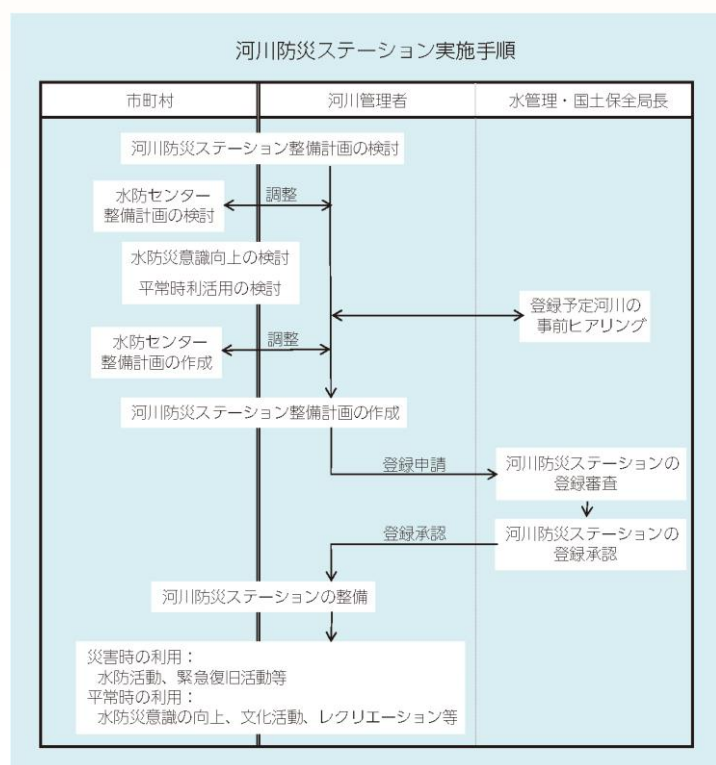 河川防災ステーション実施手順
市町村
河川管理者
水管理・国土保全局長
河川防災ステーション整備計画の検討
水防センター
整備計画の検討
調整
水防災意識向上の検討
平常時利活用の検討
登録予定河川の
事前ヒアリング
水防センター
整備計画の作成
調整
河川防災ステーション整備計画の作成
登録申請
河川防災ステーションの
登録審査
登録承認
河川防災ステーションの
登録承認
河川防災ステーションの整備
災害時の利用：
水防活動、緊急復旧活動等
平常時の利用：
水防災意識の向上、文化活動、レクリエーション等